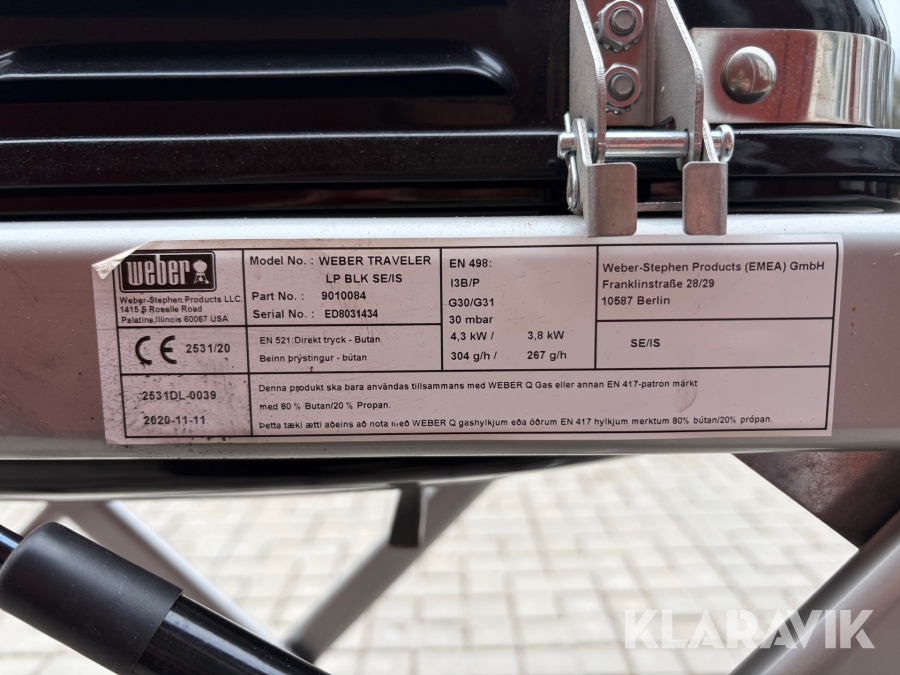 weber
Weber-Stephen Products LLC.
1415 S Roselle Road
Palatine,Illinois 60067 USA
Model No. : WEBER TRAVELER
LP BLK SE/IS
Part No. : 9010084
Serial No. : ED8031434
EN 498:
I3B/P
G30/G31
30 mbar
4,3 kW / 3,8 kW
304 g/h / 267 g/h
Weber-Stephen Products (EMEA) GmbH
Franklinstraße 28/29
10587 Berlin
CE 2531/20
EN 521:Direkt tryck - Butan
Beinn þrýstingur - bútan
SE/IS
2531DL-0039
2020-11-11
Denna produkt ska bara användas tillsammans med WEBER Q Gas eller annan EN 417-patron märkt
med 80 % Butan/20 % Propan.
Þetta tæki ætti aðeins að nota með WEBER Q gashylkjum eða öðrum EN 417 hylkjum merktum 80% bútan/20% própan.
KLARAVIK